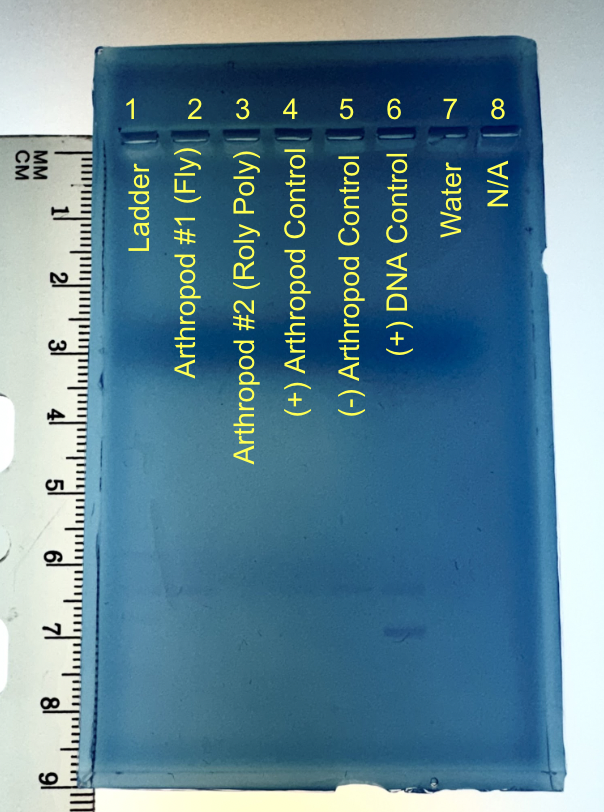 1 2 3 4 5 6 7 8
Ladder
Arthropod #1 (Fly)
Arthropod #2 (Roly Poly)
(+) Arthropod Control
(-) Arthropod Control
(+) DNA Control
Water
N/A
MM
CM
1
2
3
4
5
6
7
8
9